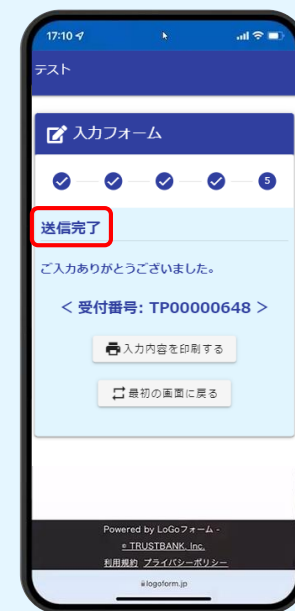 17:10
テスト
入力フォーム
5
送信完了
ご入力ありがとうございました。
< 受付番号: TP00000648 >
入力内容を印刷する
最初の画面に戻る
Powered by LoGoフォーム -
© TRUSTBANK, Inc.
利用規約 プライバシーポリシー
logoform.jp